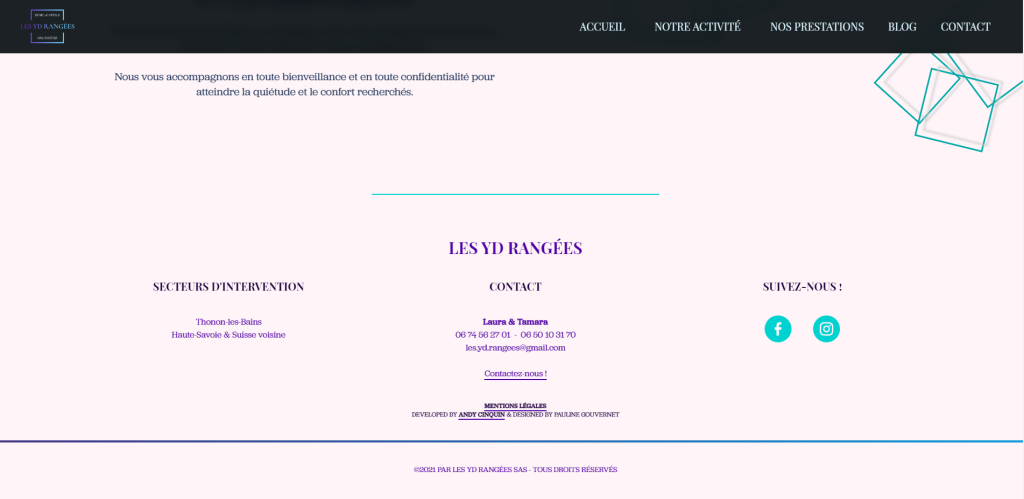 HOME & OFFICE
LES YD RANGÉES
ORGANISER
ACCUEIL
NOTRE ACTIVITÉ
NOS PRESTATIONS
BLOG
CONTACT
Nous vous accompagnons en toute bienveillance et en toute confidentialité pour
atteindre la quiétude et le confort recherchés.
LES YD RANGÉES
SECTEURS D'INTERVENTION
Thonon-les-Bains
Haute-Savoie & Suisse voisine
CONTACT
Laura & Tamara
06 74 56 27 01 - 06 50 10 31 70
les.yd.rangees@gmail.com
Contactez-nous !
SUIVEZ-NOUS !
MENTIONS LÉGALES
DEVELOPED BY ANDY CINQUIN & DESIGNED BY PAULINE GOUVERNET
©2021 PAR LES YD RANGÉES SAS - TOUS DROITS RÉSERVÉS